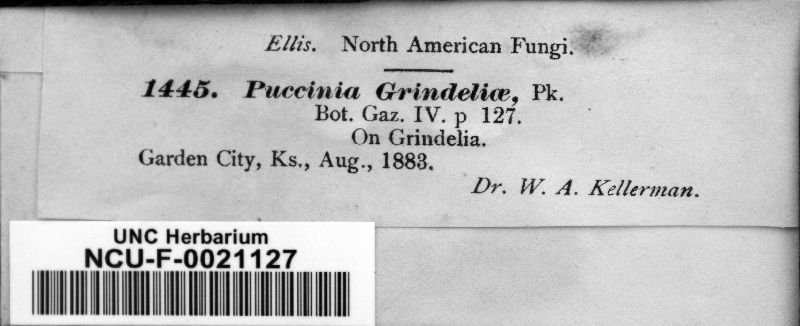 Ellis. North American Fungi.
1445. Puccinia Grindeliæ, Pk.
Bot. Gaz. IV. p 127.
On Grindelia.
Garden City, Ks., Aug., 1883.
Dr. W. A. Kellerman.
UNC Herbarium
NCU-F-0021127